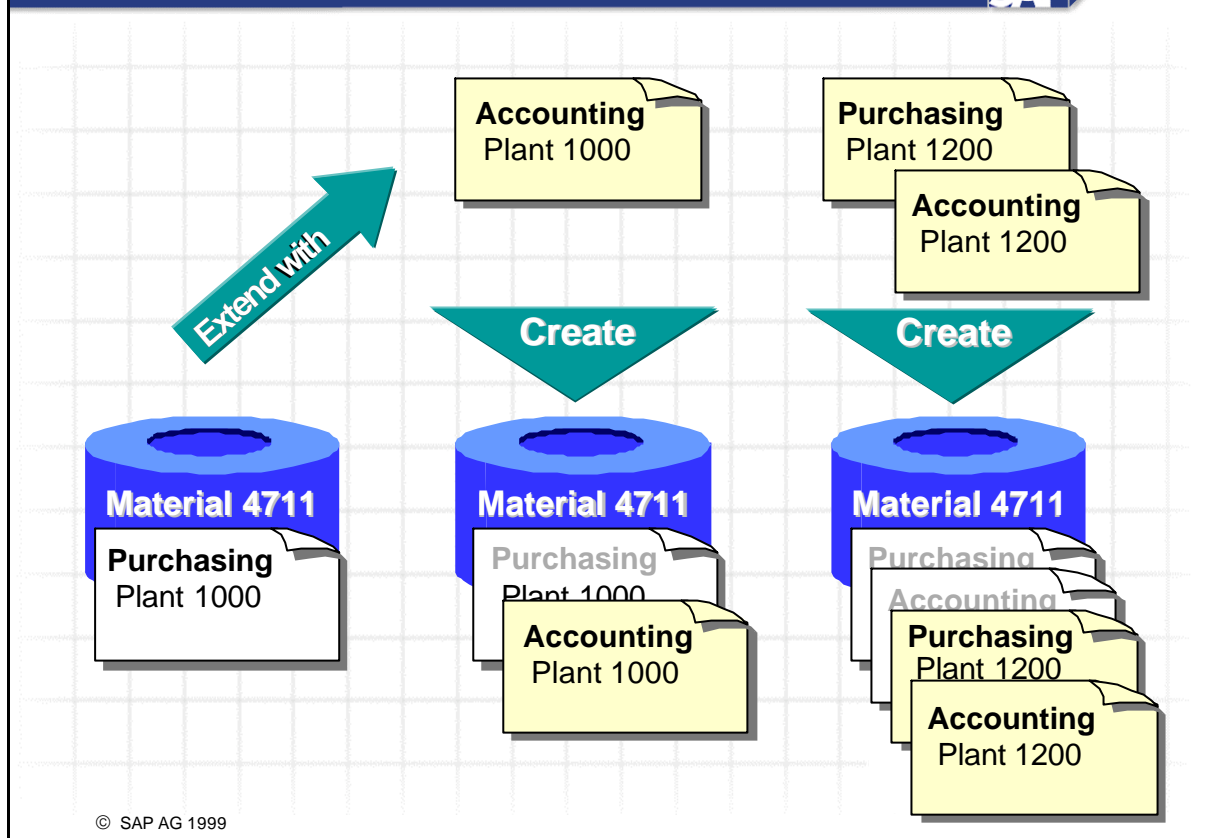 Accounting
Plant 1000
Purchasing
Plant 1200
Accounting
Plant 1200
Extend with
Create
Create
Material 4711
Purchasing
Plant 1000
Material 4711
Purchasing
Plant 1000
Accounting
Plant 1000
Material 4711
Purchasing
Accounting
Purchasing
Plant 1200
Accounting
Plant 1200
© SAP AG 1999